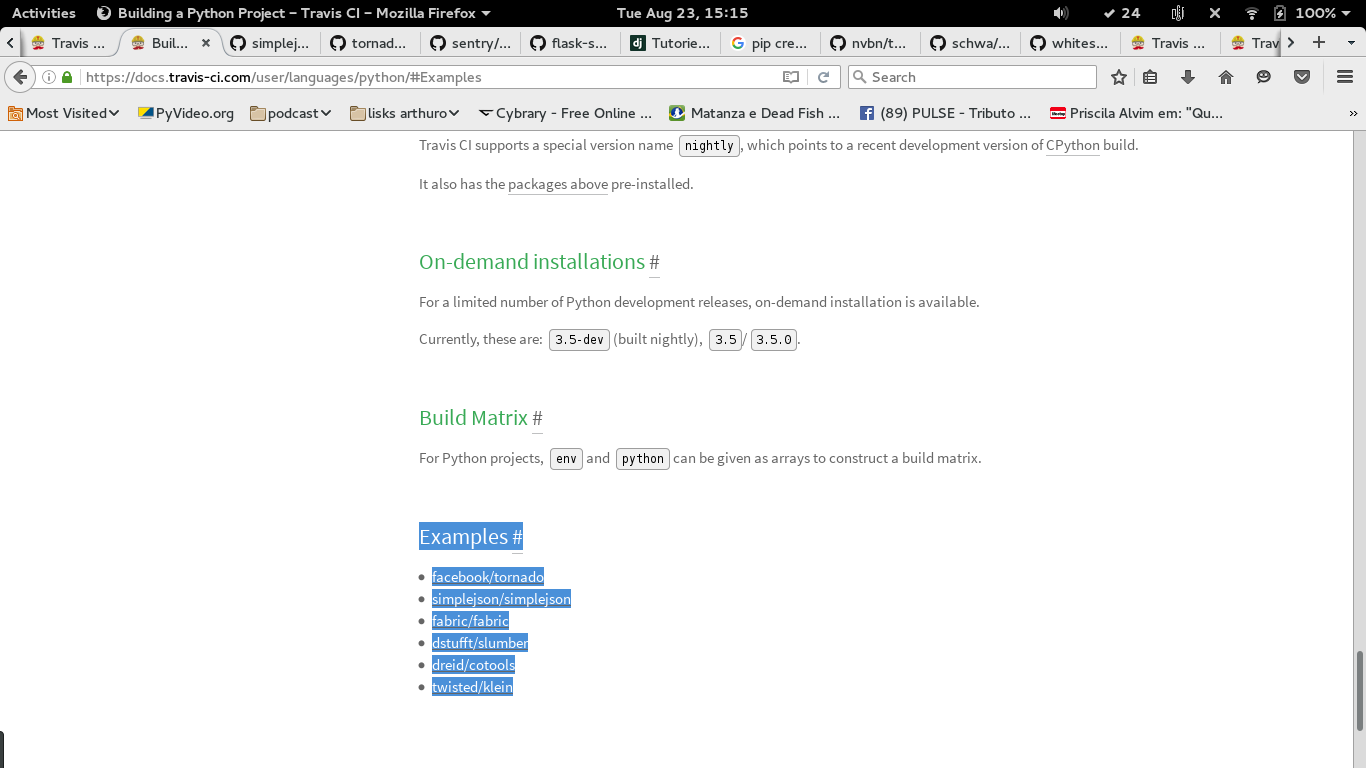 Activities Building a Python Project – Travis CI – Mozilla Firefox Tue Aug 23, 15:15 24 100%
Travis ... Buil... simplej... tornad... sentry/... flask-s... Tutorie... pip cre... nvbn/t... schwa/... whites... Travis ... Trav
https://docs.travis-ci.com/user/languages/python/#Examples Search
Most Visited PyVideo.org podcast lisks arthuro Cybrary - Free Online ... Matanza e Dead Fish ... (89) PULSE - Tributo ... Priscila Alvim em: "Qu... »
Travis CI supports a special version name nightly, which points to a recent development version of CPython build.
It also has the packages above pre-installed.
On-demand installations #
For a limited number of Python development releases, on-demand installation is available.
Currently, these are: 3.5-dev (built nightly), 3.5/ 3.5.0.
Build Matrix #
For Python projects, env and python can be given as arrays to construct a build matrix.
Examples #
facebook/tornado
simplejson/simplejson
fabric/fabric
dstufft/slumber
dreid/cotools
twisted/klein